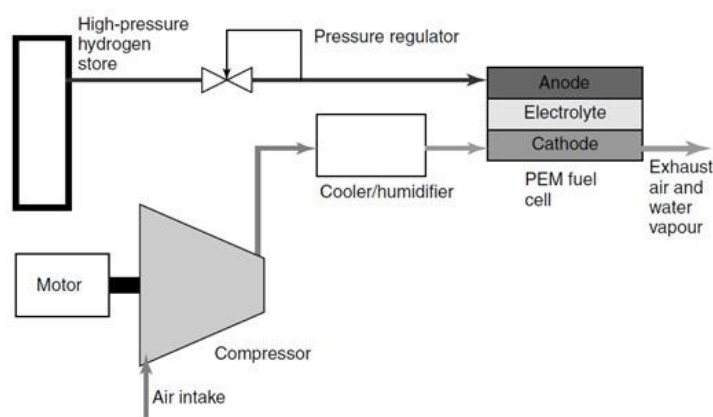 High-pressure
hydrogen
store
Pressure regulator
Anode
Electrolyte
Cathode
Cooler/humidifier
PEM fuel
cell
Exhaust
air and
water
vapour
Motor
Compressor
Air intake